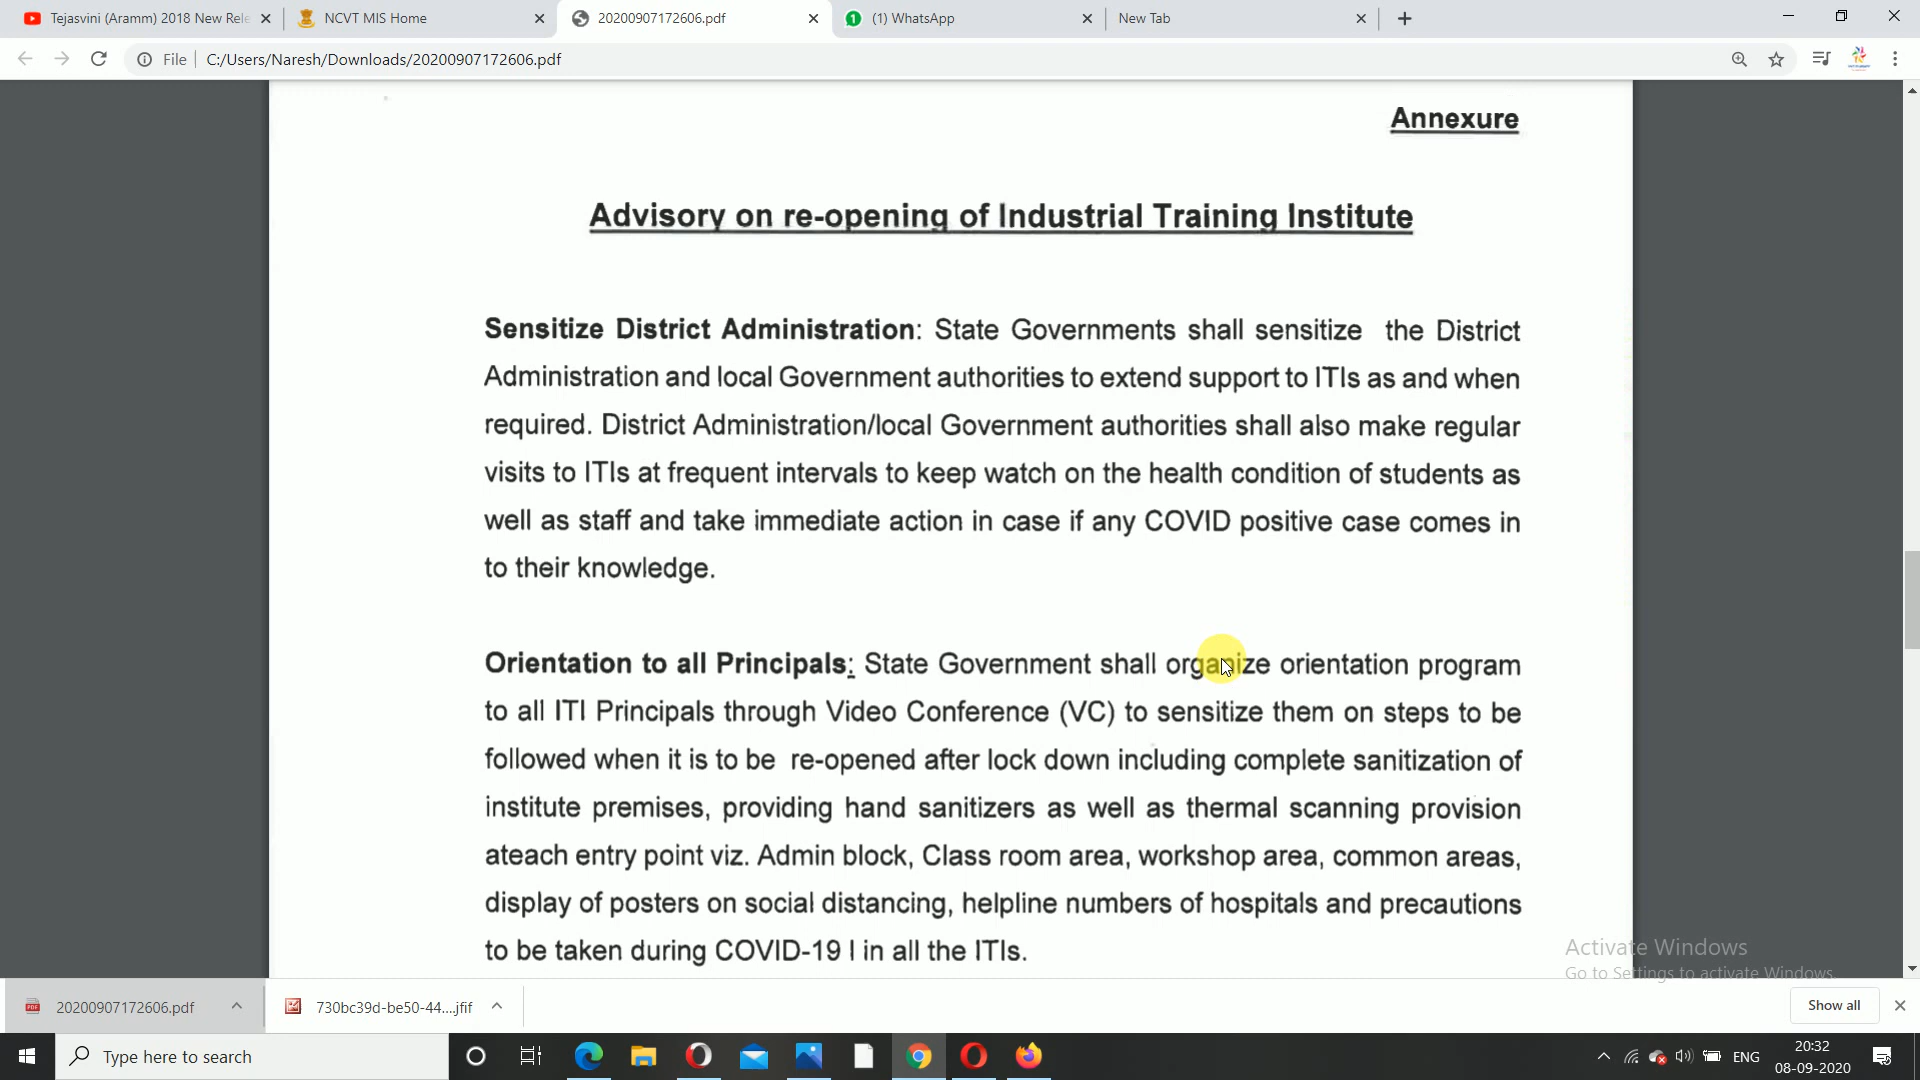 Tejasvini (Aramm) 2018 New Rele
NCVT MIS Home
20200907172606.pdf
(1) WhatsApp
New Tab
File
C:/Users/Naresh/Downloads/20200907172606.pdf
Annexure
Advisory on re-opening of Industrial Training Institute
Sensitize District Administration: State Governments shall sensitize the District
Administration and local Government authorities to extend support to ITIs as and when
required. District Administration/local Government authorities shall also make regular
visits to ITIs at frequent intervals to keep watch on the health condition of students as
well as staff and take immediate action in case if any COVID positive case comes in
to their knowledge.
Orientation to all Principals: State Government shall organize orientation program
to all ITI Principals through Video Conference (VC) to sensitize them on steps to be
followed when it is to be re-opened after lock down including complete sanitization of
institute premises, providing hand sanitizers as well as thermal scanning provision
ateach entry point viz. Admin block, Class room area, workshop area, common areas,
display of posters on social distancing, helpline numbers of hospitals and precautions
to be taken during COVID-19 I in all the ITIs.
Activate Windows
Go to Settings to activate Windows.
20200907172606.pdf
730bc39d-be50-44....jfif
Show all
Type here to search
ENG
20:32
08-09-2020